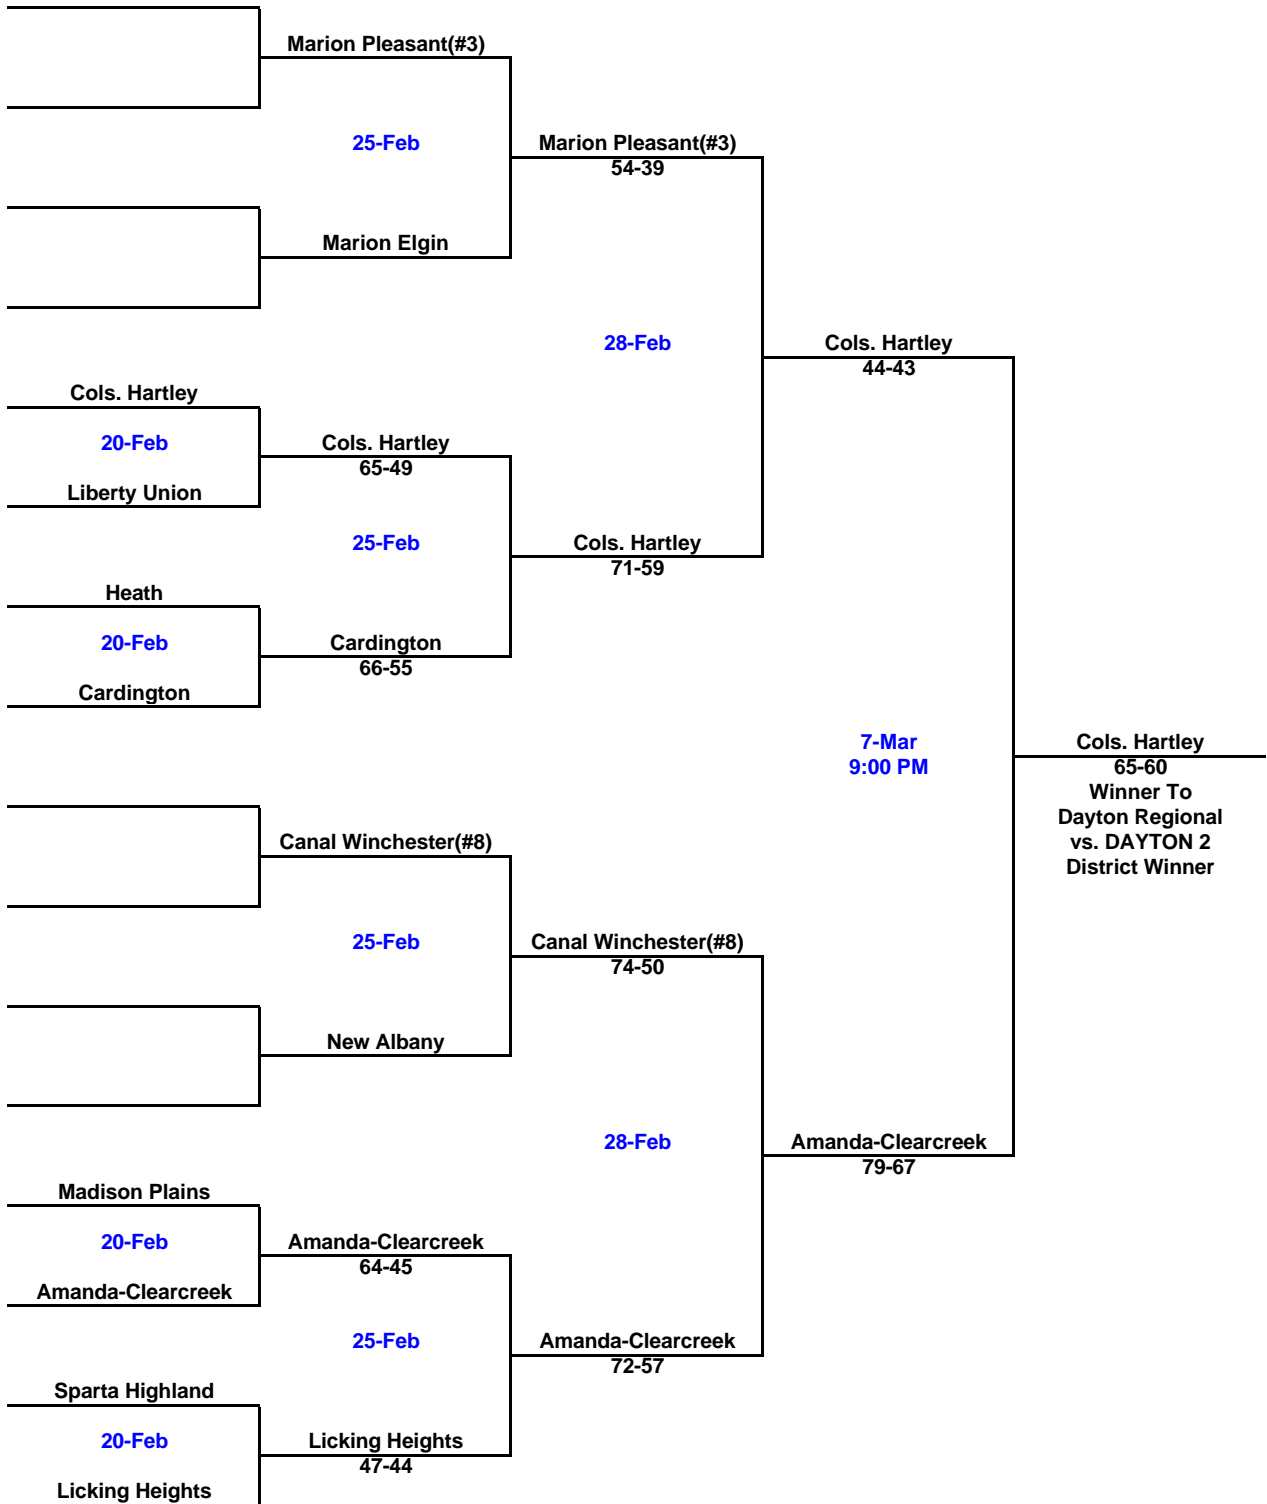 Marion Pleasant(#3)
25-Feb
Marion Pleasant(#3)
54-39
Marion Elgin
28-Feb
Cols. Hartley
44-43
Cols. Hartley
20-Feb
Cols. Hartley
65-49
Liberty Union
25-Feb
Cols. Hartley
71-59
Heath
20-Feb
Cardington
66-55
Cardington
7-Mar
9:00 PM
Cols. Hartley
65-60
Winner To
Dayton Regional
vs. DAYTON 2
District Winner
Canal Winchester(#8)
25-Feb
Canal Winchester(#8)
74-50
New Albany
28-Feb
Amanda-Clearcreek
79-67
Madison Plains
20-Feb
Amanda-Clearcreek
64-45
Amanda-Clearcreek
25-Feb
Amanda-Clearcreek
72-57
Sparta Highland
20-Feb
Licking Heights
47-44
Licking Heights